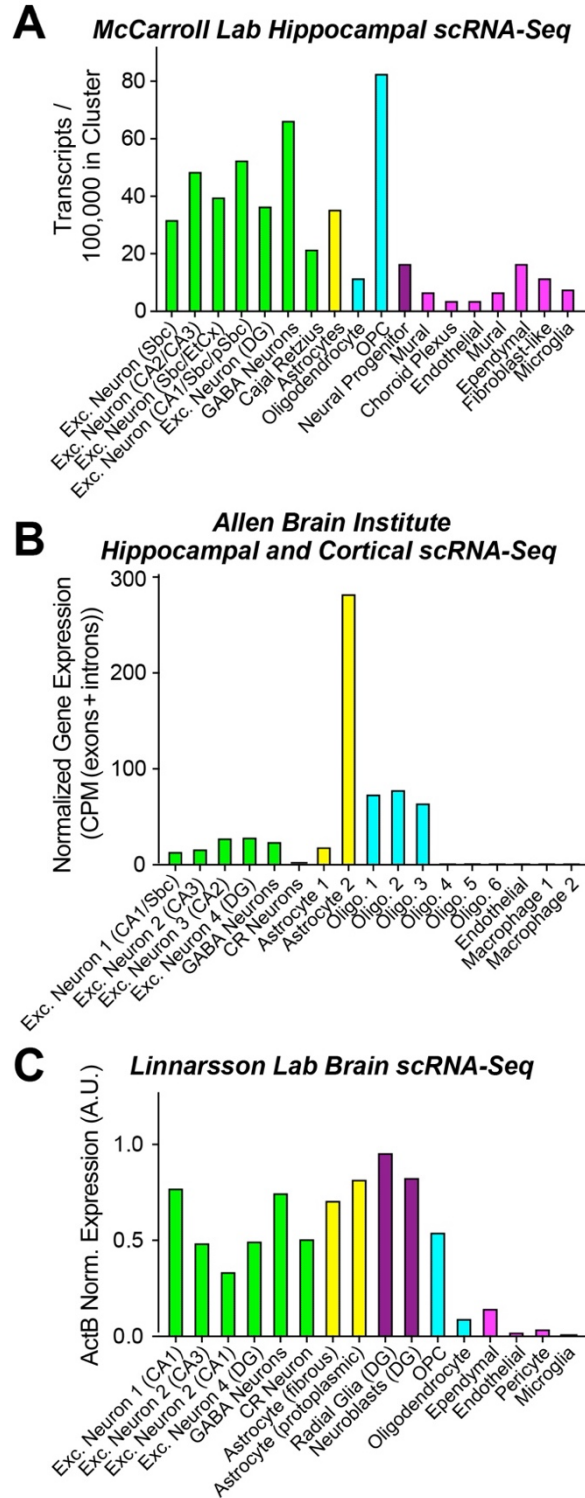 A
McCarroll Lab Hippocampal scRNA-Seq
Transcripts /
100,000 in Cluster
80
60
40
20
0
Exc. Neuron (Sbc)
Exc. Neuron (CA2/CA3)
Exc. Neuron (Sbc/EtCx)
Exc. Neuron (CA1/Sbc/pSbc)
Exc. Neuron (DG)
GABA Neurons
Cajal Retzius
Astrocytes
Oligodendrocyte
OPC
Neural Progenitor
Mural
Choroid Plexus
Endothelial
Mural
Ependymal
Fibroblast-like
Microglia
B
Allen Brain Institute
Hippocampal and Cortical scRNA-Seq
Normalized Gene Expression
(CPM (exons + introns))
300
200
100
0
Exc. Neuron 1 (CA1/Sbc)
Exc. Neuron 2 (CA3)
Exc. Neuron 3 (CA2)
Exc. Neuron 4 (DG)
GABA Neurons
CR Neurons
Astrocyte 1
Astrocyte 2
Oligo. 1
Oligo. 2
Oligo. 3
Oligo. 4
Oligo. 5
Oligo. 6
Endothelial
Macrophage 1
Macrophage 2
C
Linnarsson Lab Brain scRNA-Seq
ActB Norm. Expression (A.U.)
1.0
0.5
0.0
Exc. Neuron 1 (CA1)
Exc. Neuron 2 (CA3)
Exc. Neuron 2 (CA1)
Exc. Neuron 4 (DG)
GABA Neurons
CR Neuron
Astrocyte (fibrous)
Astrocyte (protoplasmic)
Radial Glia (DG)
Neuroblasts (DG)
OPC
Oligodendrocyte
Ependymal
Endothelial
Pericyte
Microglia